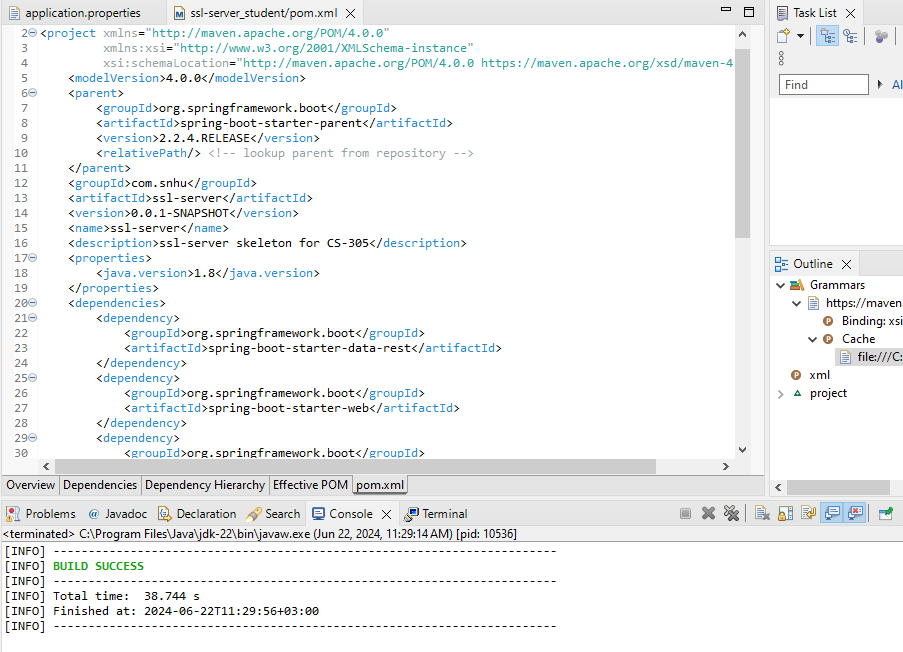 application.properties
ssl-server_student/pom.xml
Task List
2 <project xmlns="http://maven.apache.org/POM/4.0.0"
3 xmlns:xsi="http://www.w3.org/2001/XMLSchema-instance"
4 xsi:schemaLocation="http://maven.apache.org/POM/4.0.0 https://maven.apache.org/xsd/maven-4
5 <modelVersion>4.0.0</modelVersion>
6 <parent>
7 <groupId>org.springframework.boot</groupId>
8 <artifactId>spring-boot-starter-parent</artifactId>
9 <version>2.2.4.RELEASE</version>
10 <relativePath/> <!-- lookup parent from repository -->
11 </parent>
12 <groupId>com.snhu</groupId>
13 <artifactId>ssl-server</artifactId>
14 <version>0.0.1-SNAPSHOT</version>
15 <name>ssl-server</name>
16 <description>ssl-server skeleton for CS-305</description>
17 <properties>
18 <java.version>1.8</java.version>
19 </properties>
20 <dependencies>
21 <dependency>
22 <groupId>org.springframework.boot</groupId>
23 <artifactId>spring-boot-starter-data-rest</artifactId>
24 </dependency>
25 <dependency>
26 <groupId>org.springframework.boot</groupId>
27 <artifactId>spring-boot-starter-web</artifactId>
28 </dependency>
29 <dependency>
30 <groupId>org.springframework.boot</groupId>
Find
Al
Outline
Grammars
https://maven
Binding: xsi
Cache
file:///C:
xml
project
Overview Dependencies Dependency Hierarchy Effective POM pom.xml
Problems @ Javadoc Declaration Search Console Terminal
<terminated> C:\Program Files\Java\jdk-22\bin\javaw.exe (Jun 22, 2024, 11:29:14 AM) [pid: 10536]
[INFO] ------------------------------------------------------------------------
[INFO] BUILD SUCCESS
[INFO] ------------------------------------------------------------------------
[INFO] Total time:  38.744 s
[INFO] Finished at: 2024-06-22T11:29:56+03:00
[INFO] ------------------------------------------------------------------------